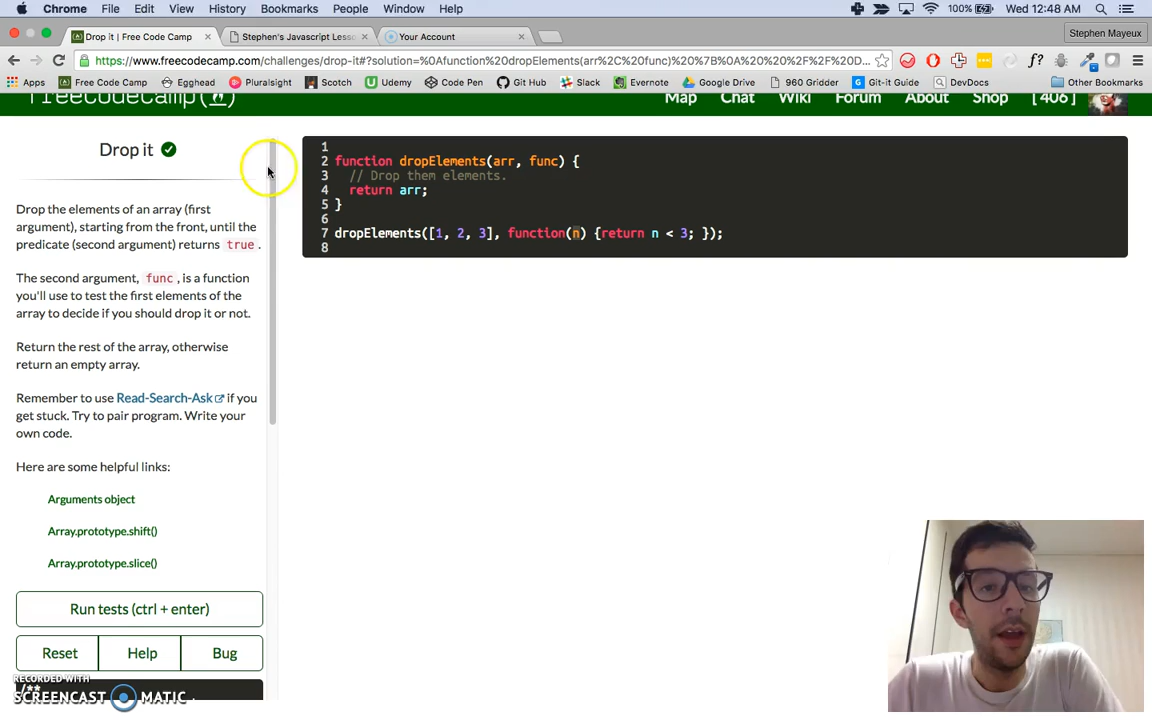 Chrome File Edit View History Bookmarks People Window Help 100% Wed 12:48 AM
Drop it | Free Code Camp × Stephen's Javascript Lesso × Your Account × Stephen Mayeux
https://www.freecodecamp.com/challenges/drop-it#?solution=%0Afunction%20dropElements(arr%2C%20func)%20%7B%0A%20%20%2F%2F%20D... f?
Apps Free Code Camp Egghead Pluralsight Scotch Udemy Code Pen Git Hub Slack Evernote Google Drive 960 Gridder Git-it Guide DevDocs Other Bookmarks
freeCodeCamp Map Chat Wiki Forum About Shop [ 406 ]
Drop it
Drop the elements of an array (first
argument), starting from the front, until the
predicate (second argument) returns true .
The second argument, func , is a function
you'll use to test the first elements of the
array to decide if you should drop it or not.
Return the rest of the array, otherwise
return an empty array.
Remember to use Read-Search-Ask if you
get stuck. Try to pair program. Write your
own code.
Here are some helpful links:
Arguments object
Array.prototype.shift()
Array.prototype.slice()
Run tests (ctrl + enter)
Reset Help Bug
/**
RECORDED WITH
SCREENCAST MATIC
1
2 function dropElements(arr, func) {
3 // Drop them elements.
4 return arr;
5 }
6
7 dropElements([1, 2, 3], function(n) {return n < 3; });
8